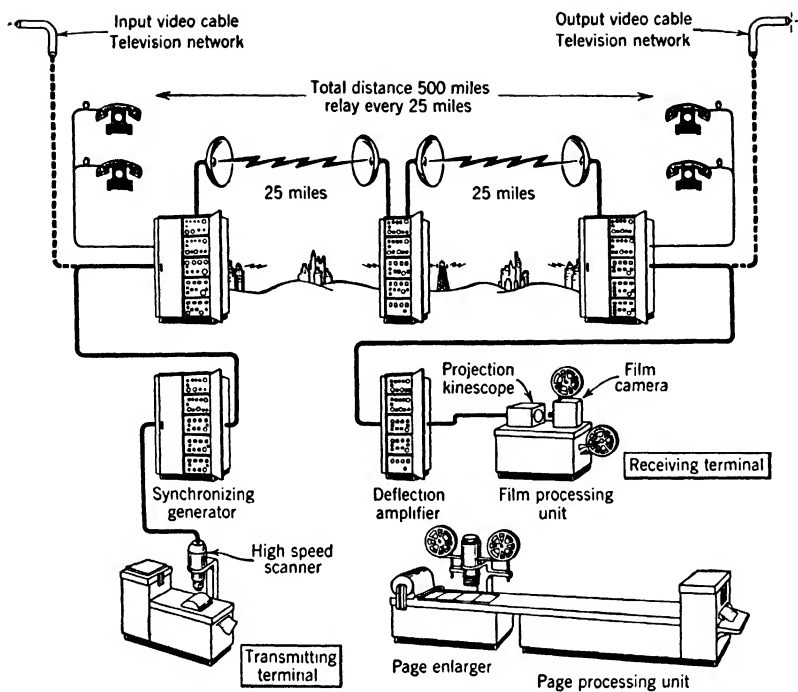 Input video cable
Television network
Output video cable
Television network
Total distance 500 miles
relay every 25 miles
25 miles
25 miles
Projection
kinescope
Film
camera
Receiving terminal
Synchronizing
generator
Deflection
amplifier
Film processing
unit
High speed
scanner
Transmitting
terminal
Page enlarger
Page processing unit